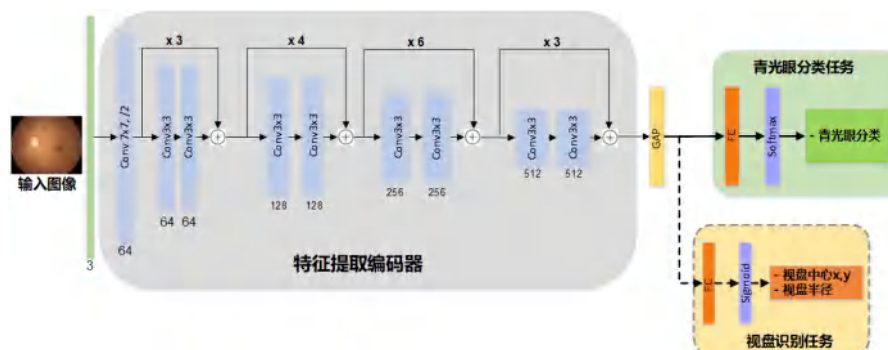 输入图像
3
Conv 7x7, /2
64
x 3
Conv3x3
Conv3x3
64
64
x 4
Conv3x3
Conv3x3
128
128
x 6
Conv3x3
Conv3x3
256
256
x 3
Conv3x3
Conv3x3
512
512
特征提取编码器
GAP
青光眼分类任务
FC
Softmax
- 青光眼分类
FC
Sigmoid
- 视盘中心x,y
- 视盘半径
视盘识别任务